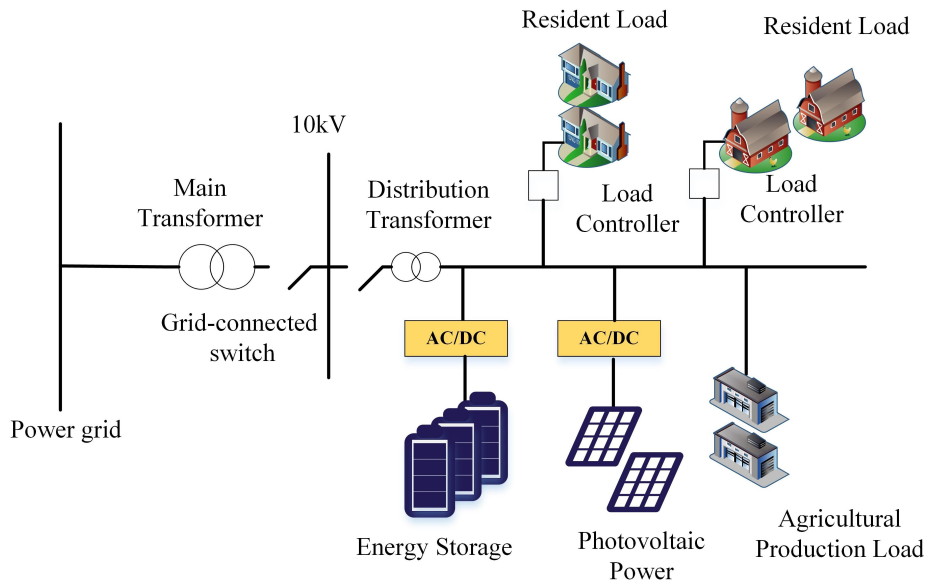 Resident Load
Resident Load
10kV
Main
Transformer
Distribution
Transformer
Load
Controller
Load
Controller
Grid-connected
switch
AC/DC
AC/DC
Power grid
Energy Storage
Photovoltaic
Power
Agricultural
Production Load